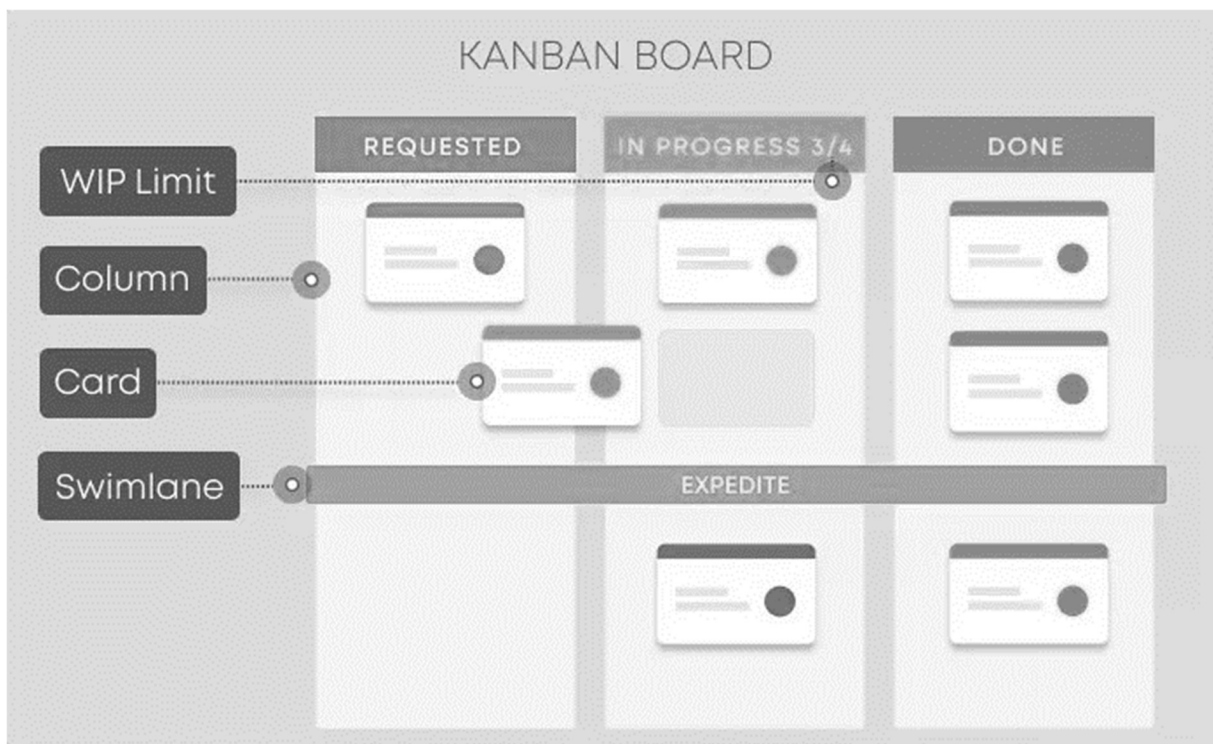 KANBAN BOARD
REQUESTED
IN PROGRESS 3/4
DONE
WIP Limit
Column
Card
Swimlane
EXPEDITE